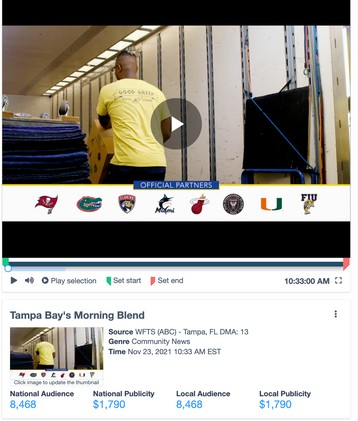 GOOD GREEK
OFFICIAL PARTNERS
FLORIDA
Miami
U
FIU
Play selection Set start Set end 10:33:00 AM
Tampa Bay's Morning Blend
Source WFTS (ABC) - Tampa, FL DMA: 13
Genre Community News
Time Nov 23, 2021 10:33 AM EST
Click image to update the thumbnail
National Audience National Publicity Local Audience Local Publicity
8,468 $1,790 8,468 $1,790